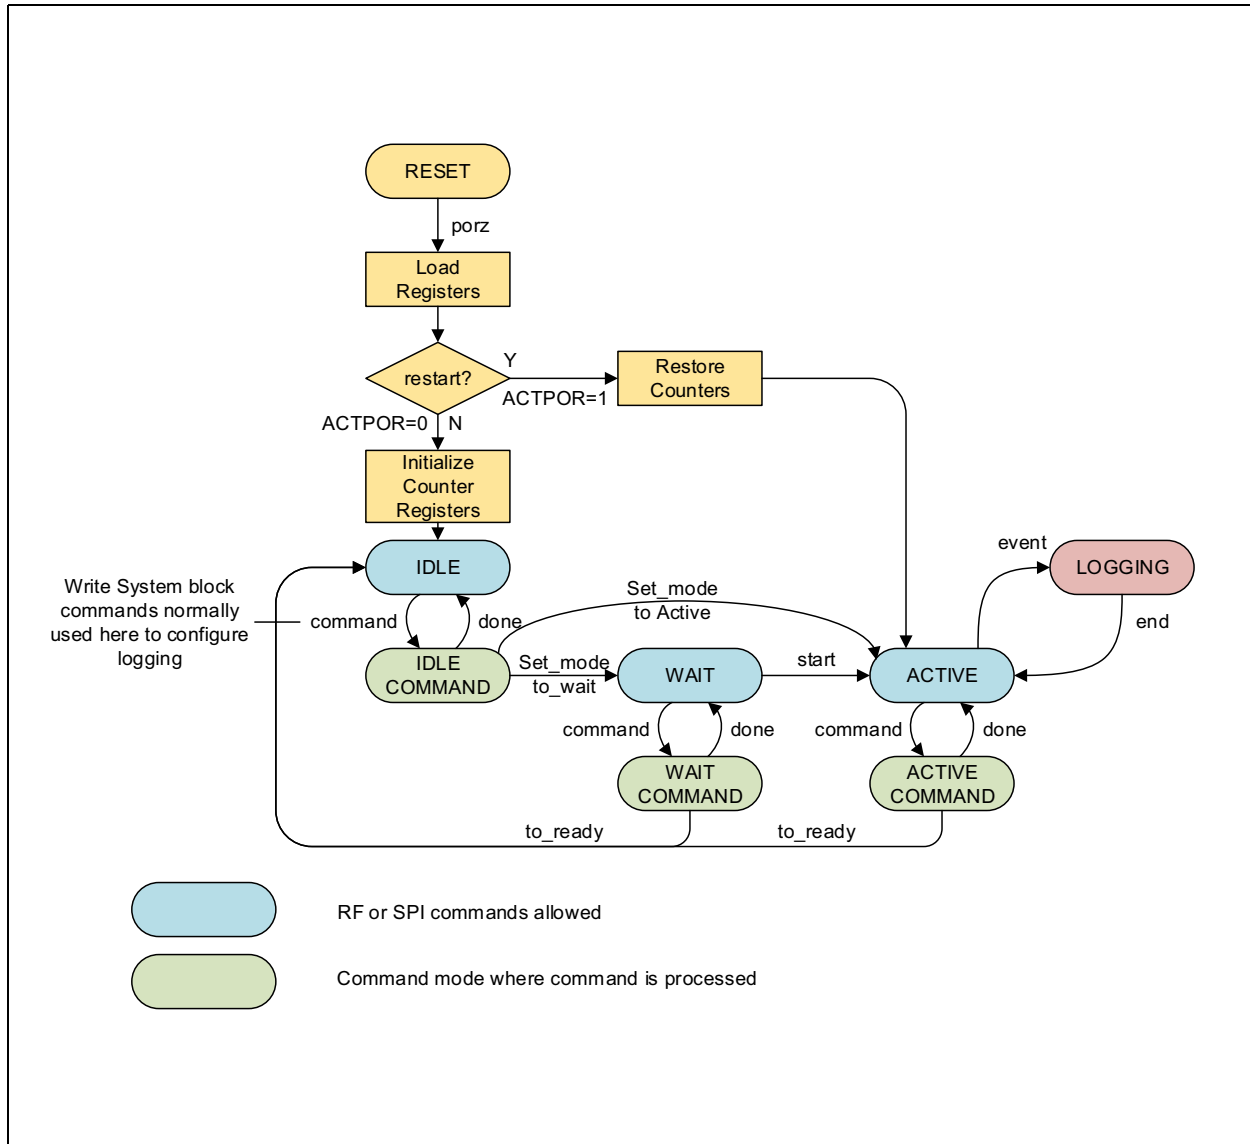 RESET
porz
Load
Registers
restart?
Y
ACTPOR=1
Restore
Counters
ACTPOR=0
N
Initialize
Counter
Registers
IDLE
Write System block
commands normally
used here to configure
logging
command
done
IDLE
COMMAND
Set_mode
to Active
Set_mode
to_wait
WAIT
start
ACTIVE
event
LOGGING
end
command
done
WAIT
COMMAND
command
done
ACTIVE
COMMAND
to_ready
to_ready
RF or SPI commands allowed
Command mode where command is processed